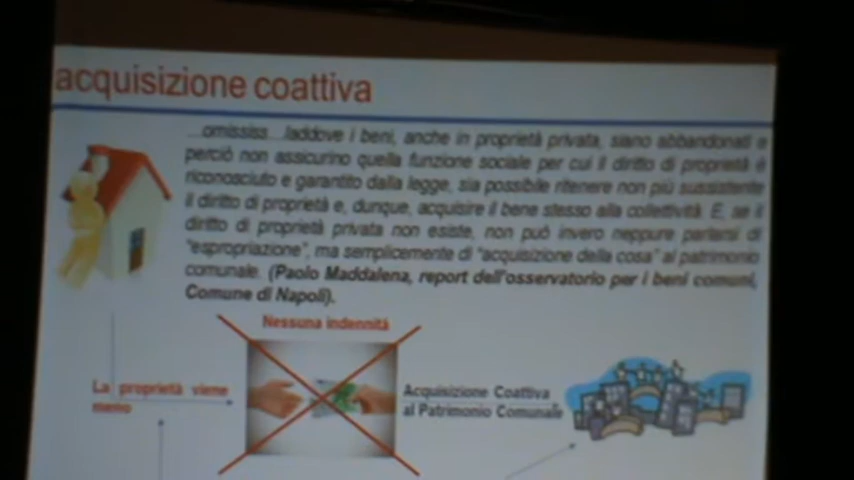 acquisizione coattiva
omississ laddove i beni, anche in proprietà privata, siano abbandonati e
perciò non assicurino quella funzione sociale per cui il diritto di proprietà è
riconosciuto e garantito dalla legge, sia possibile ritenere non più sussistente
il diritto di proprietà e, dunque, acquisire il bene stesso alla collettività. E, se il
diritto di proprietà privata non esiste, non può invero neppure parlarsi di
"espropriazione", ma semplicemente di "acquisizione della cosa" al patrimonio
comunale. (Paolo Maddalena, report dell'osservatorio per i beni comuni,
Comune di Napoli).
Nessuna indennità
La proprietà viene
meno
Acquisizione Coattiva
al Patrimonio Comunale